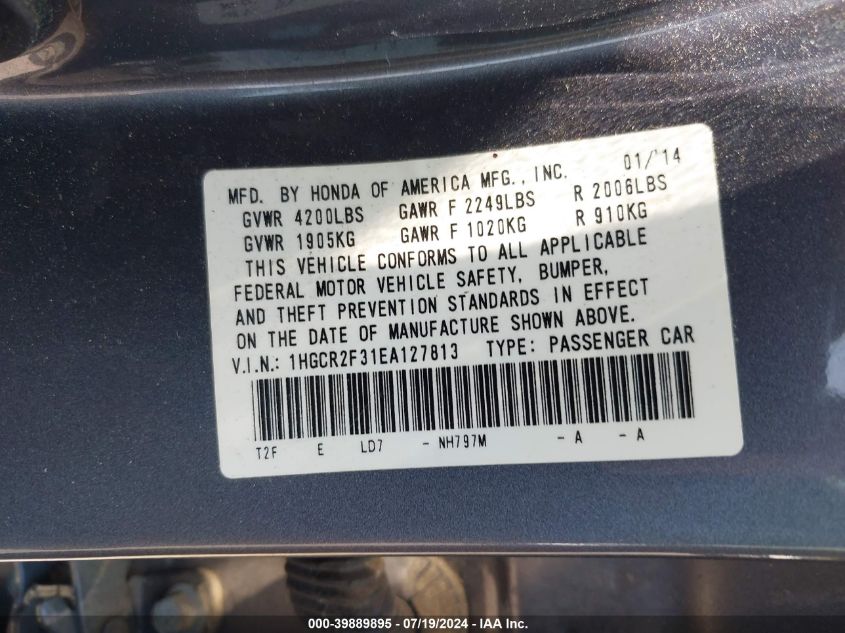 MFD. BY HONDA OF AMERICA MFG., INC. 01/'14
GVWR 4200LBS GAWR F 2249LBS R 2006LBS
GVWR 1905KG GAWR F 1020KG R 910KG
THIS VEHICLE CONFORMS TO ALL APPLICABLE
FEDERAL MOTOR VEHICLE SAFETY, BUMPER,
AND THEFT PREVENTION STANDARDS IN EFFECT
ON THE DATE OF MANUFACTURE SHOWN ABOVE.
V.I.N.: 1HGCR2F31EA127813 TYPE: PASSENGER CAR
T2F E LD7 - NH797M - A - A
000-39889895 - 07/19/2024 - IAA Inc.